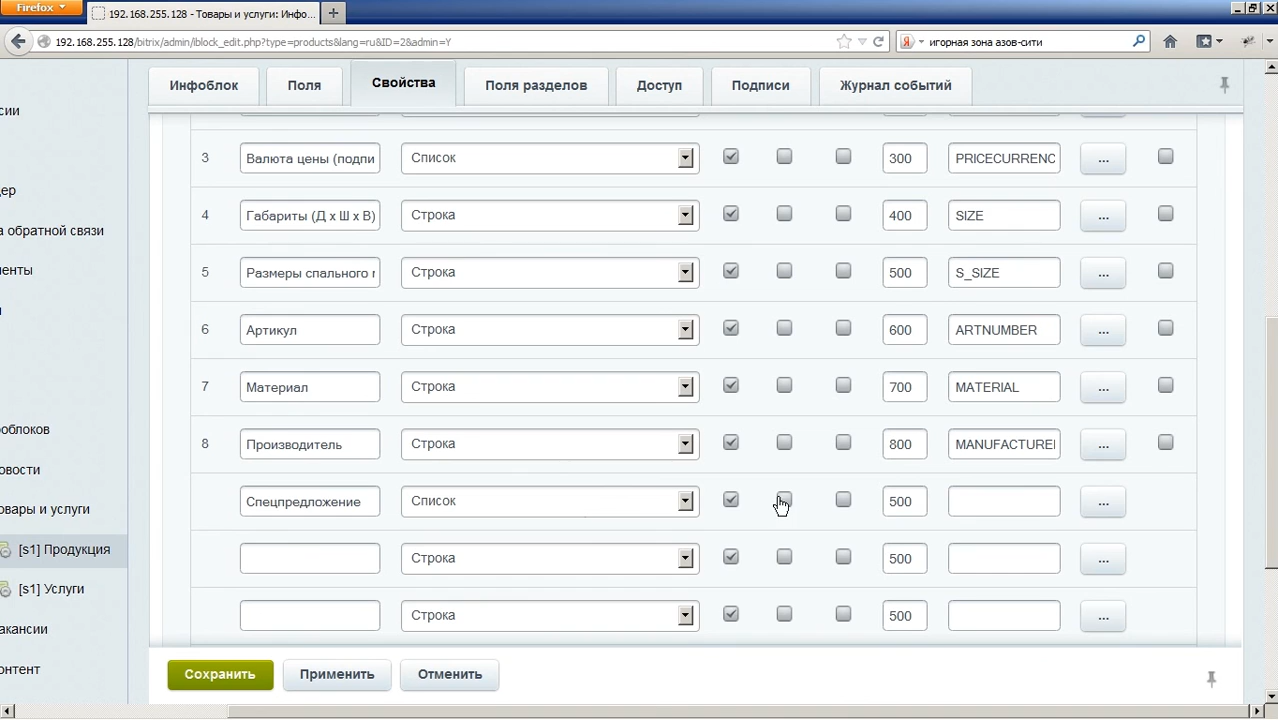 Firefox
192.168.255.128 - Товары и услуги: Инфо...
192.168.255.128/bitrix/admin/iblock_edit.php?type=products&lang=ru&ID=2&admin=Y
игорная зона азов-сити
Инфоблок
Поля
Свойства
Поля разделов
Доступ
Подписи
Журнал событий
сии
ер
а обратной связи
енты
облоков
овости
овары и услуги
[s1] Продукция
[s1] Услуги
акансии
онтент
3 Валюта цены (подпи Список 300 PRICECURRENC ...
4 Габариты (Д x Ш x В) Строка 400 SIZE ...
5 Размеры спального Строка 500 S_SIZE ...
6 Артикул Строка 600 ARTNUMBER ...
7 Материал Строка 700 MATERIAL ...
8 Производитель Строка 800 MANUFACTURE ...
Спецпредложение Список 500 ...
Строка 500 ...
Строка 500 ...
Сохранить
Применить
Отменить